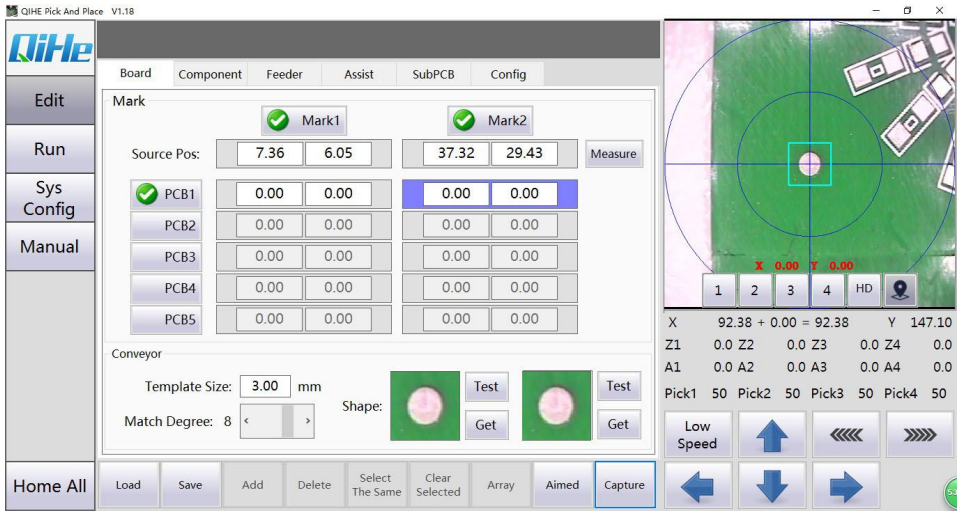 QIHE Pick And Place V1.18
QiHe
Edit
Run
Sys
Config
Manual
Home All
Board Component Feeder Assist SubPCB Config
Mark
Mark1 Mark2
Source Pos: 7.36 6.05 37.32 29.43 Measure
PCB1 0.00 0.00 0.00 0.00
PCB2 0.00 0.00 0.00 0.00
PCB3 0.00 0.00 0.00 0.00
PCB4 0.00 0.00 0.00 0.00
PCB5 0.00 0.00 0.00 0.00
Conveyor
Template Size: 3.00 mm
Match Degree: 8
Shape:
Test
Get
Test
Get
Load Save Add Delete Select The Same Clear Selected Array Aimed Capture
X 0.00 Y 0.00
1 2 3 4 HD
X 92.38 + 0.00 = 92.38 Y 147.10
Z1 0.0 Z2 0.0 Z3 0.0 Z4 0.0
A1 0.0 A2 0.0 A3 0.0 A4 0.0
Pick1 50 Pick2 50 Pick3 50 Pick4 50
Low
Speed
53